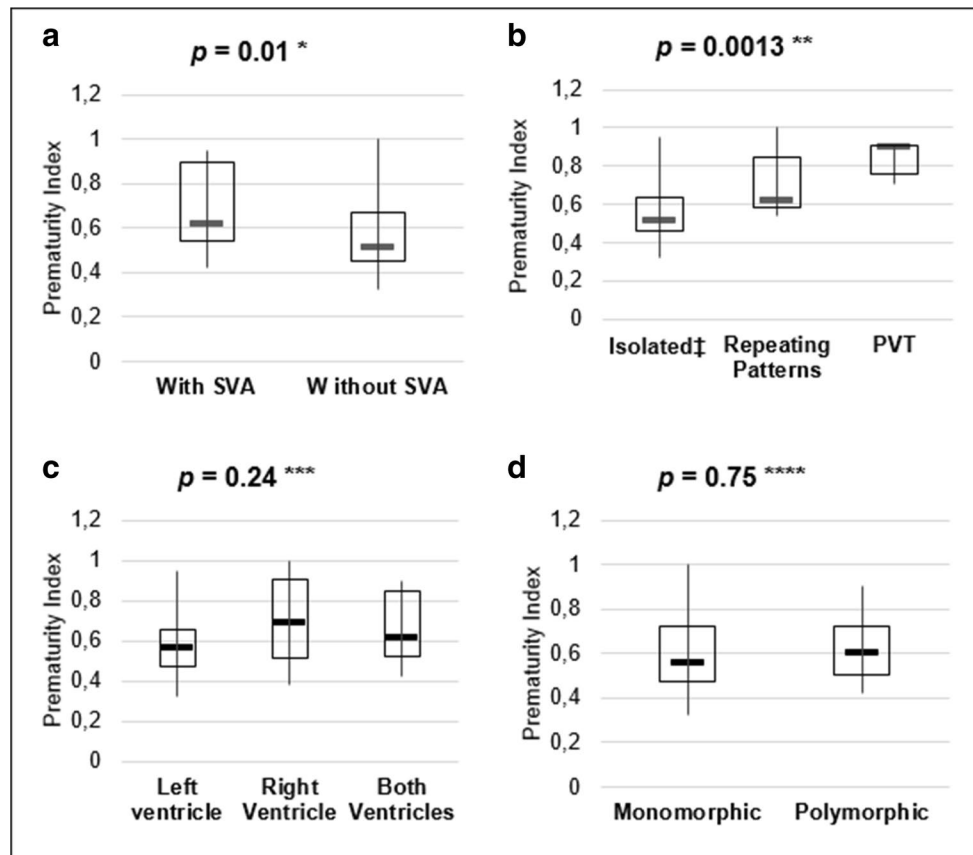 a
p = 0.01 *
Prematurity Index
1,2
1
0,8
0,6
0,4
0,2
0
With SVA
W ithout SVA
b
p = 0.0013 **
Prematurity Index
1,2
1
0,8
0,6
0,4
0,2
0
Isolated‡
Repeating
Patterns
PVT
c
p = 0.24 ***
Prematurity Index
1,2
1
0,8
0,6
0,4
0,2
0
Left
ventricle
Right
Ventricle
Both
Ventricles
d
p = 0.75 ****
Prematurity Index
1,2
1
0,8
0,6
0,4
0,2
0
Monomorphic
Polymorphic